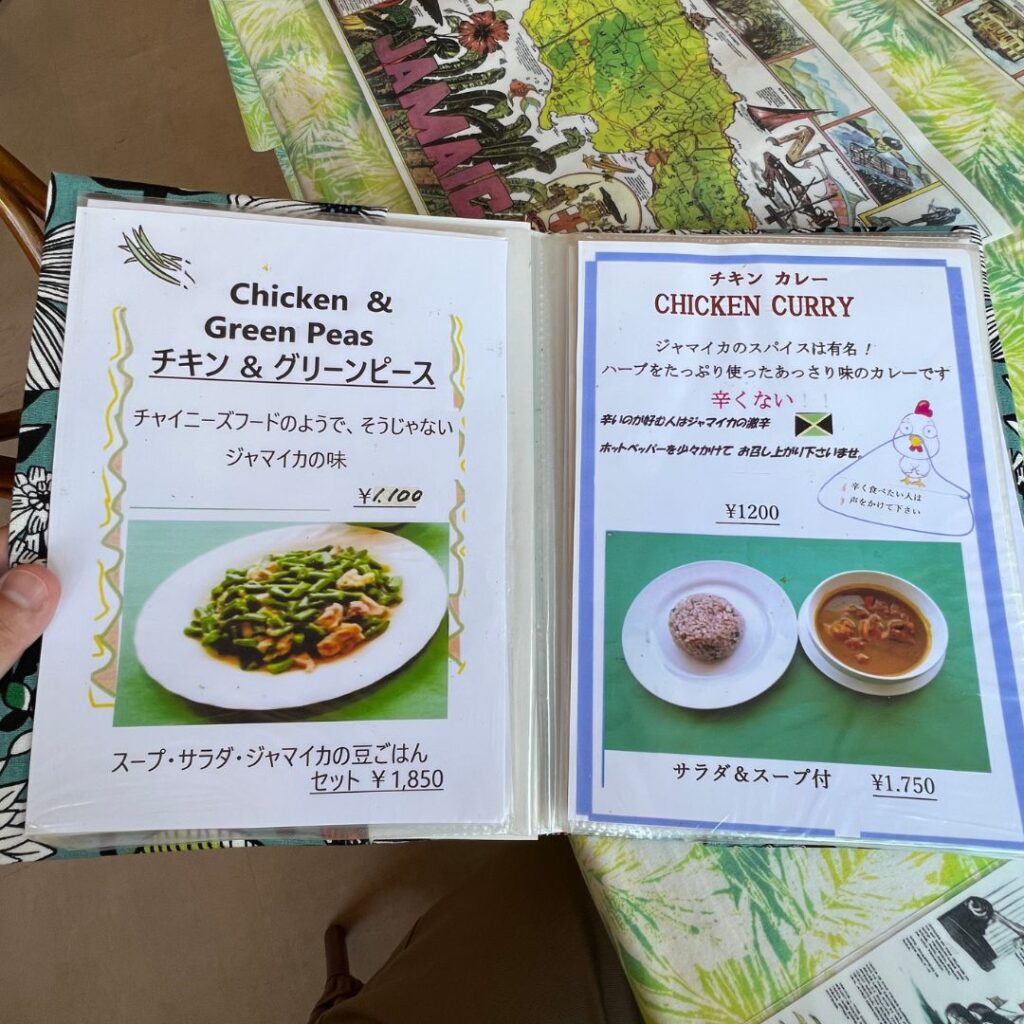 JAMAIC
Chicken &
Green Peas
チキン & グリーンピース
チャイニーズフードのようで、そうじゃない
ジャマイカの味
¥1.100
スープ・サラダ・ジャマイカの豆ごはん
セット ¥1,850
チキン カレー
CHICKEN CURRY
ジャマイカのスパイスは有名！
ハーブをたっぷり使ったあっさり味のカレーです
辛くない！！
辛いのが好む人はジャマイカの激辛
ホットペッパーを少々かけて お召し上がり下さいませ。
辛く食べたい人は
声をかけて下さい
¥1200
サラダ＆スープ付 ¥1.750